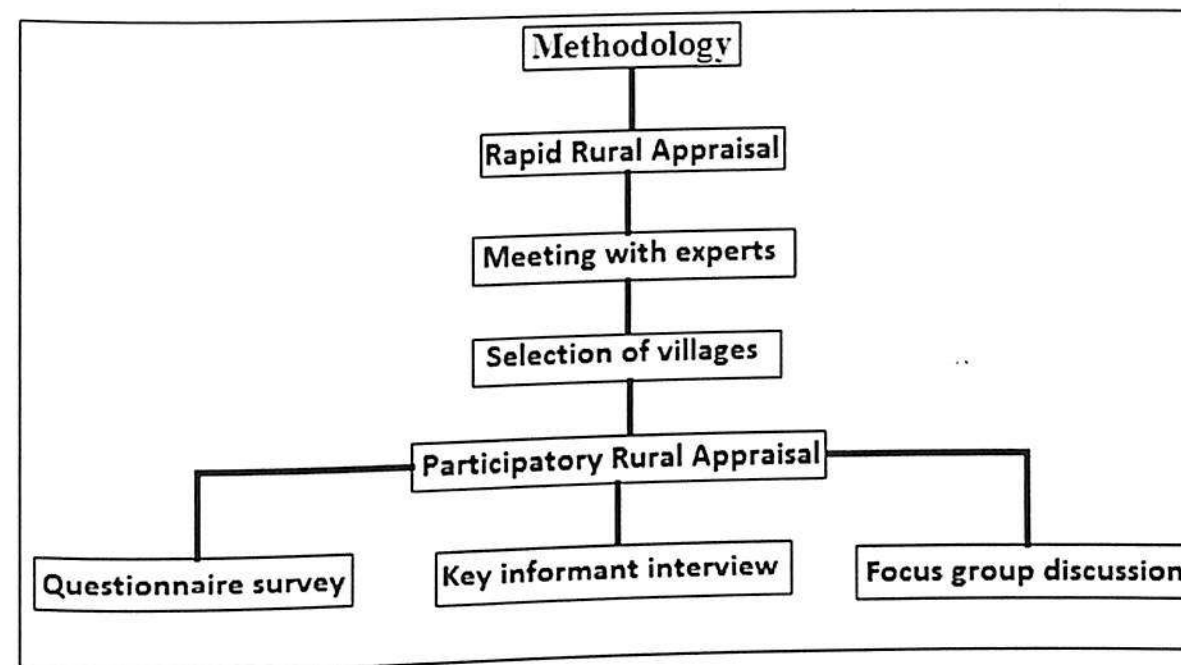 Methodology
Rapid Rural Appraisal
Meeting with experts
Selection of villages
Participatory Rural Appraisal
Questionnaire survey
Key informant interview
Focus group discussion